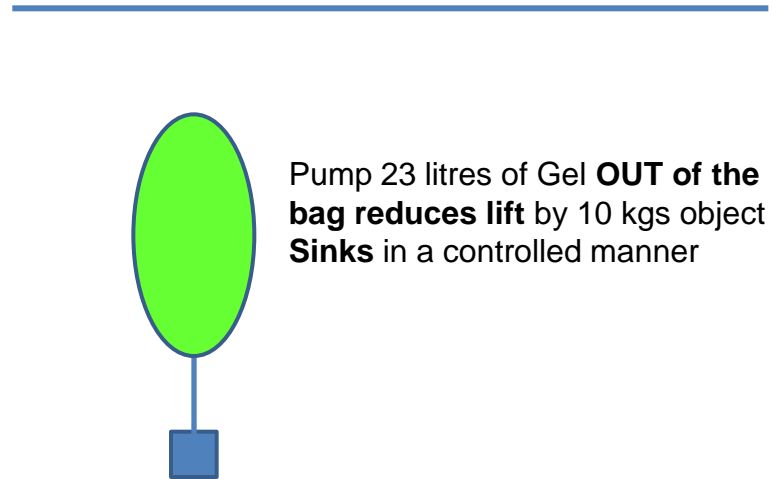 Pump 23 litres of Gel OUT of the
bag reduces lift by 10 kgs object
Sinks in a controlled manner